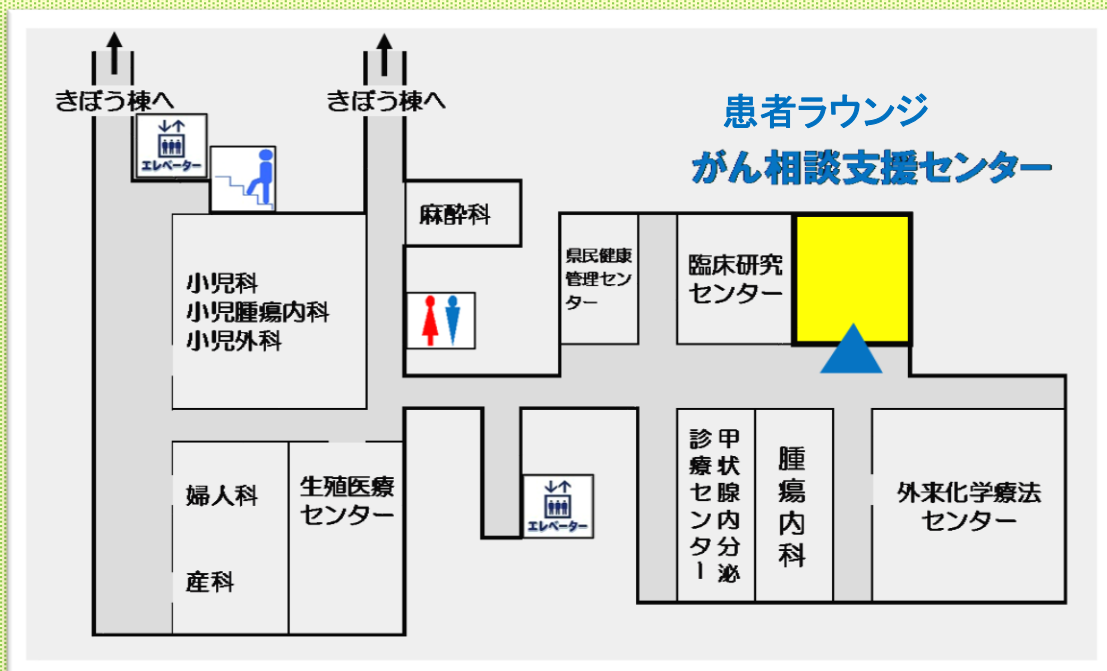 きぼう棟へ
きぼう棟へ
エレベーター
患者ラウンジ
がん相談支援センター
麻酔科
小児科
小児腫瘍内科
小児外科
県民健康
管理セン
ター
臨床研究
センター
婦人科
産科
生殖医療
センター
エレベーター
甲状腺内分泌
診療センター
腫瘍内科
外来化学療法
センター